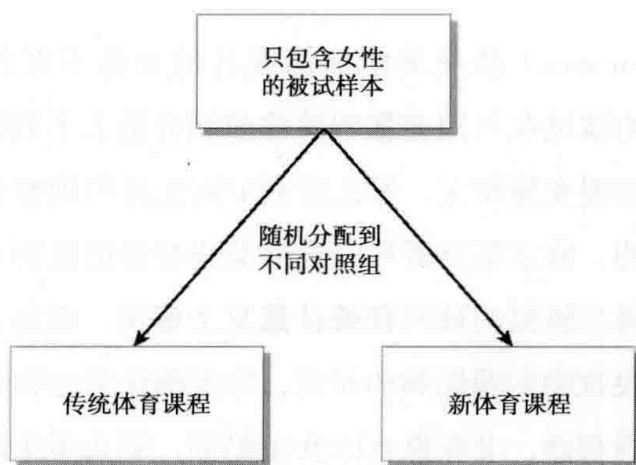 只包含女性
的被试样本
随机分配到
不同对照组
传统体育课程
新体育课程